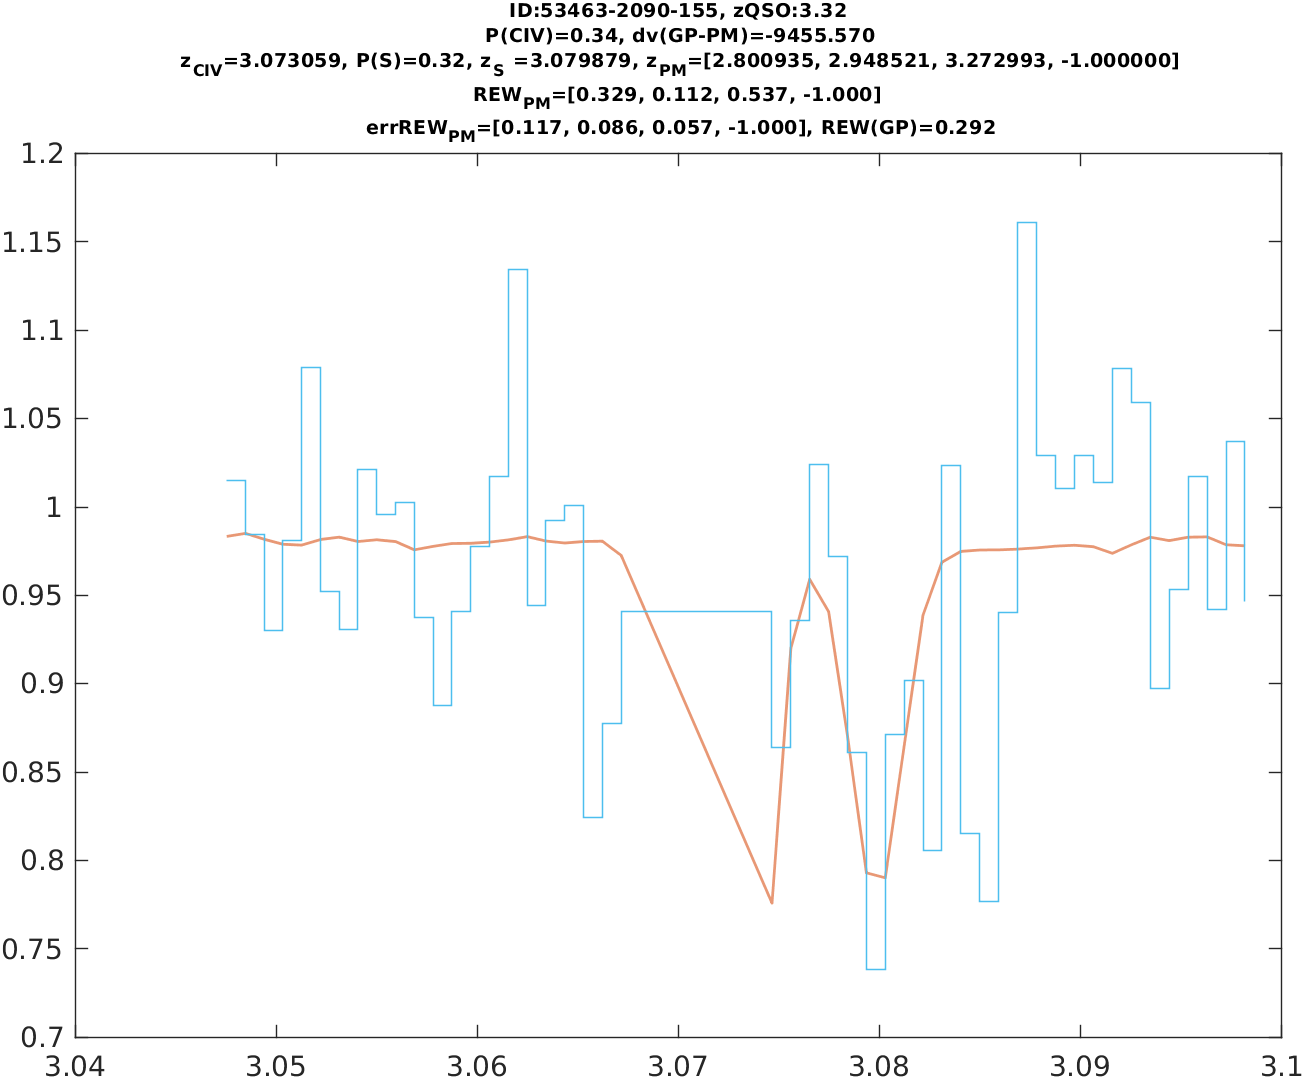 ID:53463-2090-155, zQSO:3.32
P(CIV)=0.34, dv(GP-PM)=-9455.570
zCIV=3.073059, P(S)=0.32, zS =3.079879, zPM=[2.800935, 2.948521, 3.272993, -1.000000]
REWPM=[0.329, 0.112, 0.537, -1.000]
errREWPM=[0.117, 0.086, 0.057, -1.000], REW(GP)=0.292
1.2
1.15
1.1
1.05
1
0.95
0.9
0.85
0.8
0.75
0.7
3.04 3.05 3.06 3.07 3.08 3.09 3.1